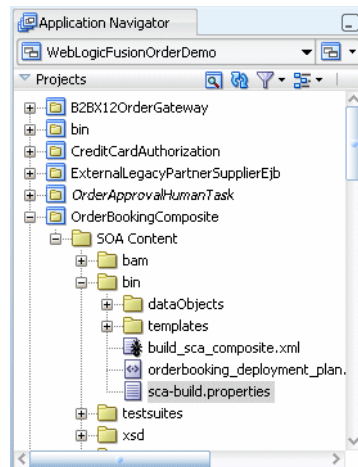 Application Navigator
WebLogicFusionOrderDemo
Projects
B2BX12OrderGateway
bin
CreditCardAuthorization
ExternalLegacyPartnerSupplierEjb
OrderApprovalHumanTask
OrderBookingComposite
SOA Content
bam
bin
dataObjects
templates
build_sca_composite.xml
orderbooking_deployment_plan.
sca-build.properties
testsuites
xsd